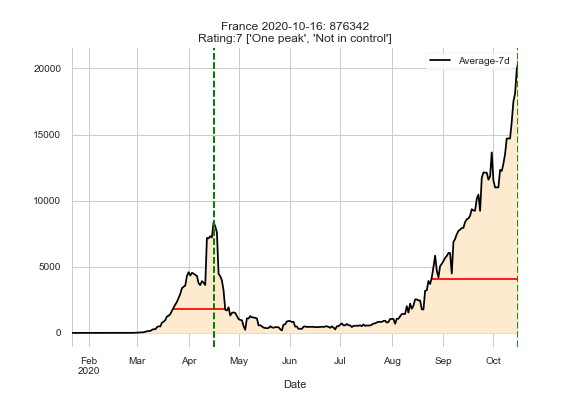 France 2020-10-16: 876342
Rating:7 ['One peak', 'Not in control']
Average-7d
20000
15000
10000
5000
0
Feb Mar Apr May Jun Jul Aug Sep Oct
2020
Date